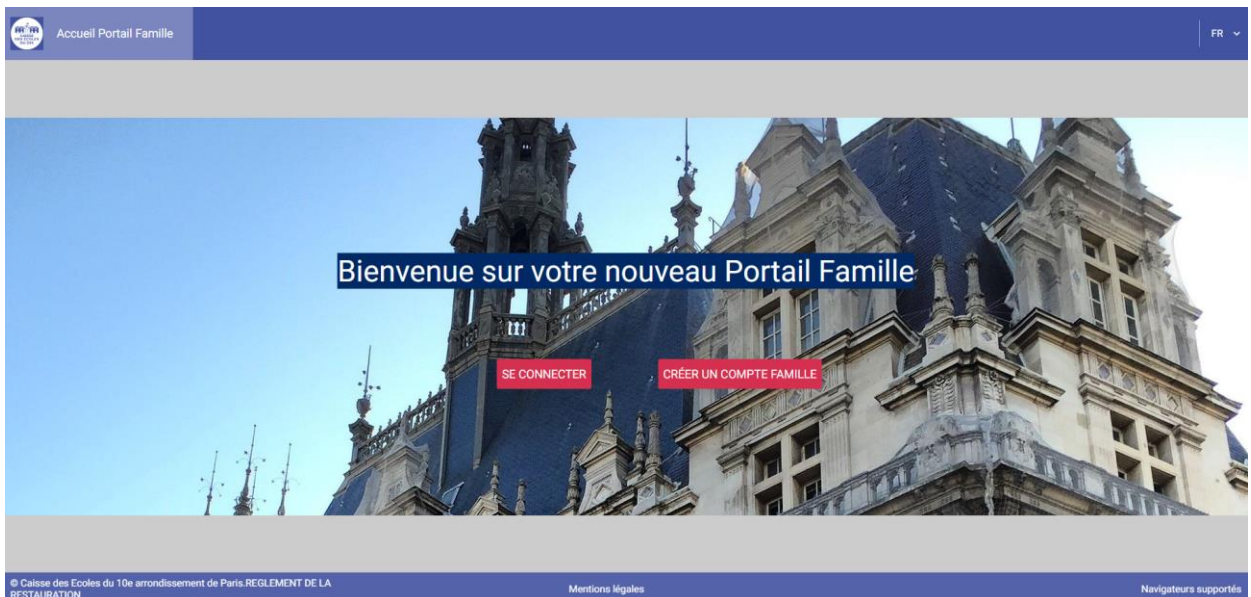 Accueil Portail Famille
FR
Bienvenue sur votre nouveau Portail Famille
SE CONNECTER
CRÉER UN COMPTE FAMILLE
© Caisse des Ecoles du 10e arrondissement de Paris.REGLEMENT DE LA
RESTAURATION
Mentions légales
Navigateurs supportés